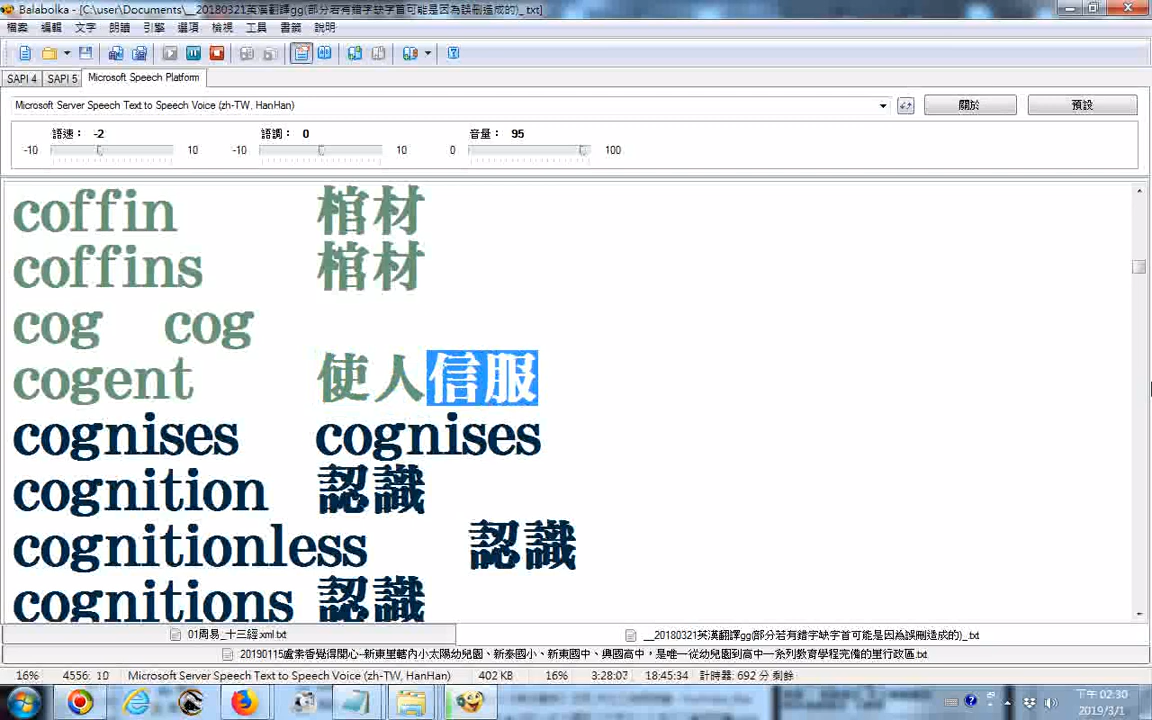 Balabolka - [C:\user\Documents\__20180321英漢翻譯gg(部分若有錯字缺字首可能是因為誤刪造成的)_.txt]
檔案 編輯 文字 朗讀 引擎 選項 檢視 工具 書籤 說明
SAPI 4 SAPI 5 Microsoft Speech Platform
Microsoft Server Speech Text to Speech Voice (zh-TW, HanHan) 關於 預設
語速： -2 語調： 0 音量： 95
-10 10 -10 10 0 100
coffin 棺材
coffins 棺材
cog cog
cogent 使人信服
cognises cognises
cognition 認識
cognitionless 認識
cognitions 認識
01周易_十三經.xml.txt __20180321英漢翻譯gg(部分若有錯字缺字首可能是因為誤刪造成的)_.txt
20190115盧素香覺得開心-新東里轄內小太陽幼兒園、新泰國小、新東國中、興國高中，是唯一從幼兒園到高中一系列教育學程完備的里行政區.txt
16% 4556: 10 Microsoft Server Speech Text to Speech Voice (zh-TW, HanHan) 402 KB 16% 3:28:07 18:45:34 計時器: 692 分 剩餘
下午 02:30
2019/3/1